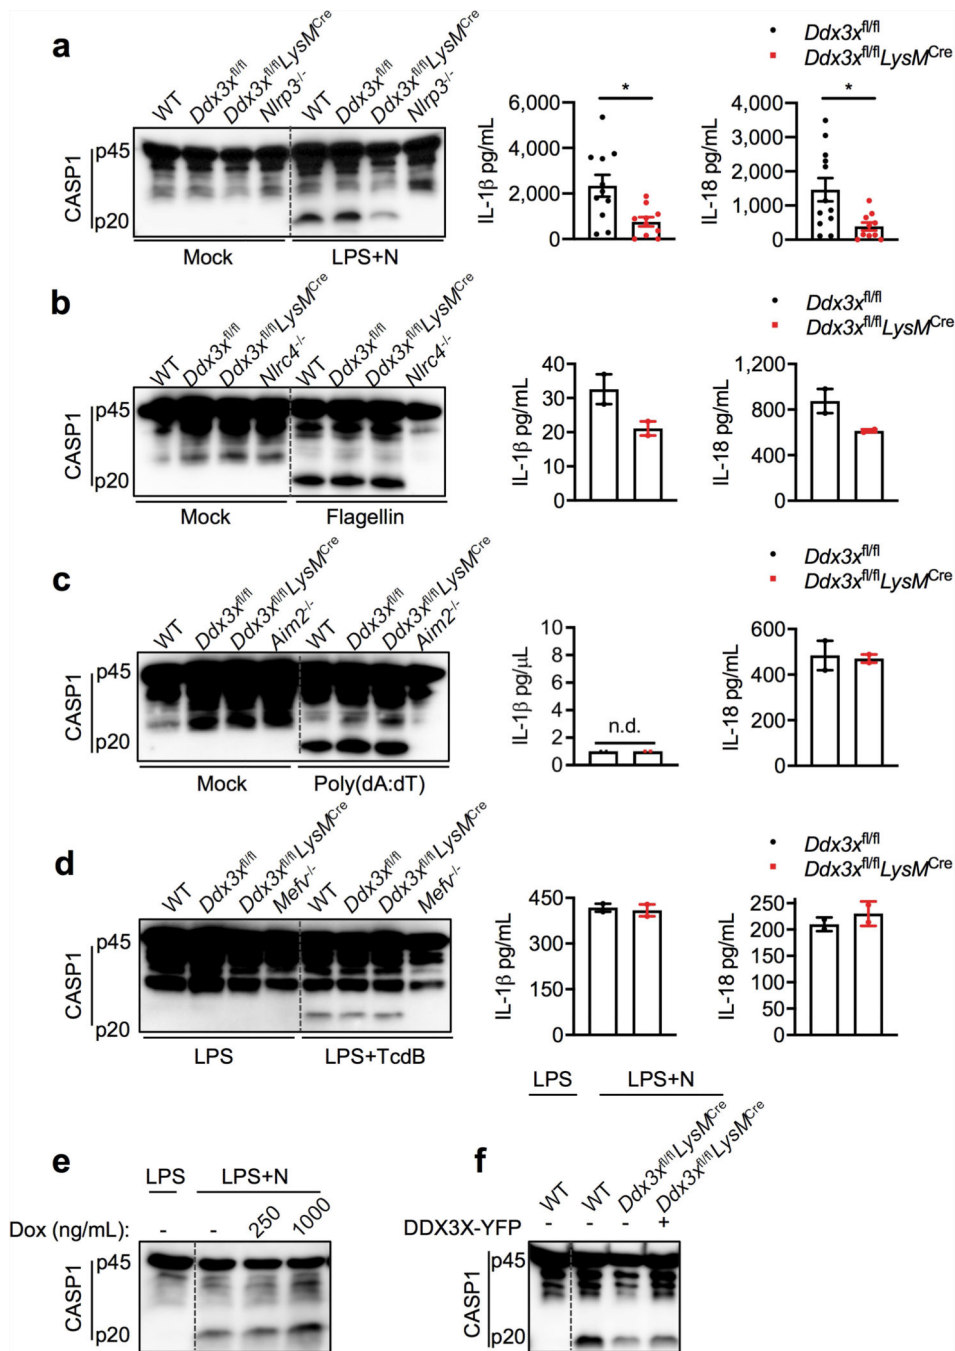 a
WT
Ddx3x^fl/fl
Ddx3x^fl/fl LysM^Cre
Nlrp3^-/-
WT
Ddx3x^fl/fl
Ddx3x^fl/fl LysM^Cre
Nlrp3^-/-
CASP1
p45
p20
Mock
LPS+N
IL-1β pg/mL
6,000
4,000
2,000
0
*
IL-18 pg/mL
4,000
3,000
2,000
1,000
0
*
Ddx3x^fl/fl
Ddx3x^fl/fl LysM^Cre
b
WT
Ddx3x^fl/fl
Ddx3x^fl/fl LysM^Cre
Nlrc4^-/-
WT
Ddx3x^fl/fl
Ddx3x^fl/fl LysM^Cre
Nlrc4^-/-
CASP1
p45
p20
Mock
Flagellin
IL-1β pg/mL
40
30
20
10
0
IL-18 pg/mL
1,200
800
400
0
Ddx3x^fl/fl
Ddx3x^fl/fl LysM^Cre
c
WT
Ddx3x^fl/fl
Ddx3x^fl/fl LysM^Cre
Aim2^-/-
WT
Ddx3x^fl/fl
Ddx3x^fl/fl LysM^Cre
Aim2^-/-
CASP1
p45
p20
Mock
Poly(dA:dT)
IL-1β pg/μL
10
8
6
4
2
0
n.d.
IL-18 pg/mL
600
400
200
0
Ddx3x^fl/fl
Ddx3x^fl/fl LysM^Cre
d
WT
Ddx3x^fl/fl
Ddx3x^fl/fl LysM^Cre
Mefv^-/-
WT
Ddx3x^fl/fl
Ddx3x^fl/fl LysM^Cre
Mefv^-/-
CASP1
p45
p20
LPS
LPS+TcdB
IL-1β pg/mL
450
300
150
0
IL-18 pg/mL
250
200
150
100
50
0
Ddx3x^fl/fl
Ddx3x^fl/fl LysM^Cre
e
LPS
LPS+N
Dox (ng/mL):
-
-
250
1000
CASP1
p45
p20
f
LPS
LPS+N
WT
WT
Ddx3x^fl/fl LysM^Cre
Ddx3x^fl/fl LysM^Cre
DDX3X-YFP
-
-
-
+
CASP1
p45
p20